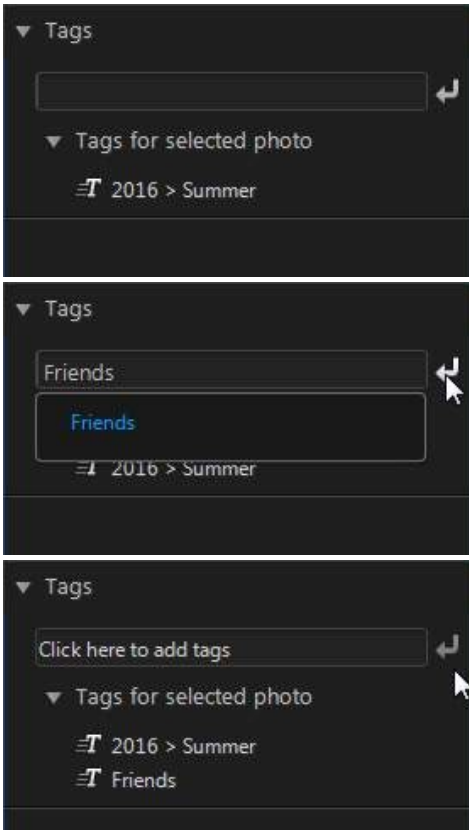 Tags
Tags for selected photo
T 2016 > Summer
Tags
Friends
Friends
T 2016 > Summer
Tags
Click here to add tags
Tags for selected photo
T 2016 > Summer
T Friends